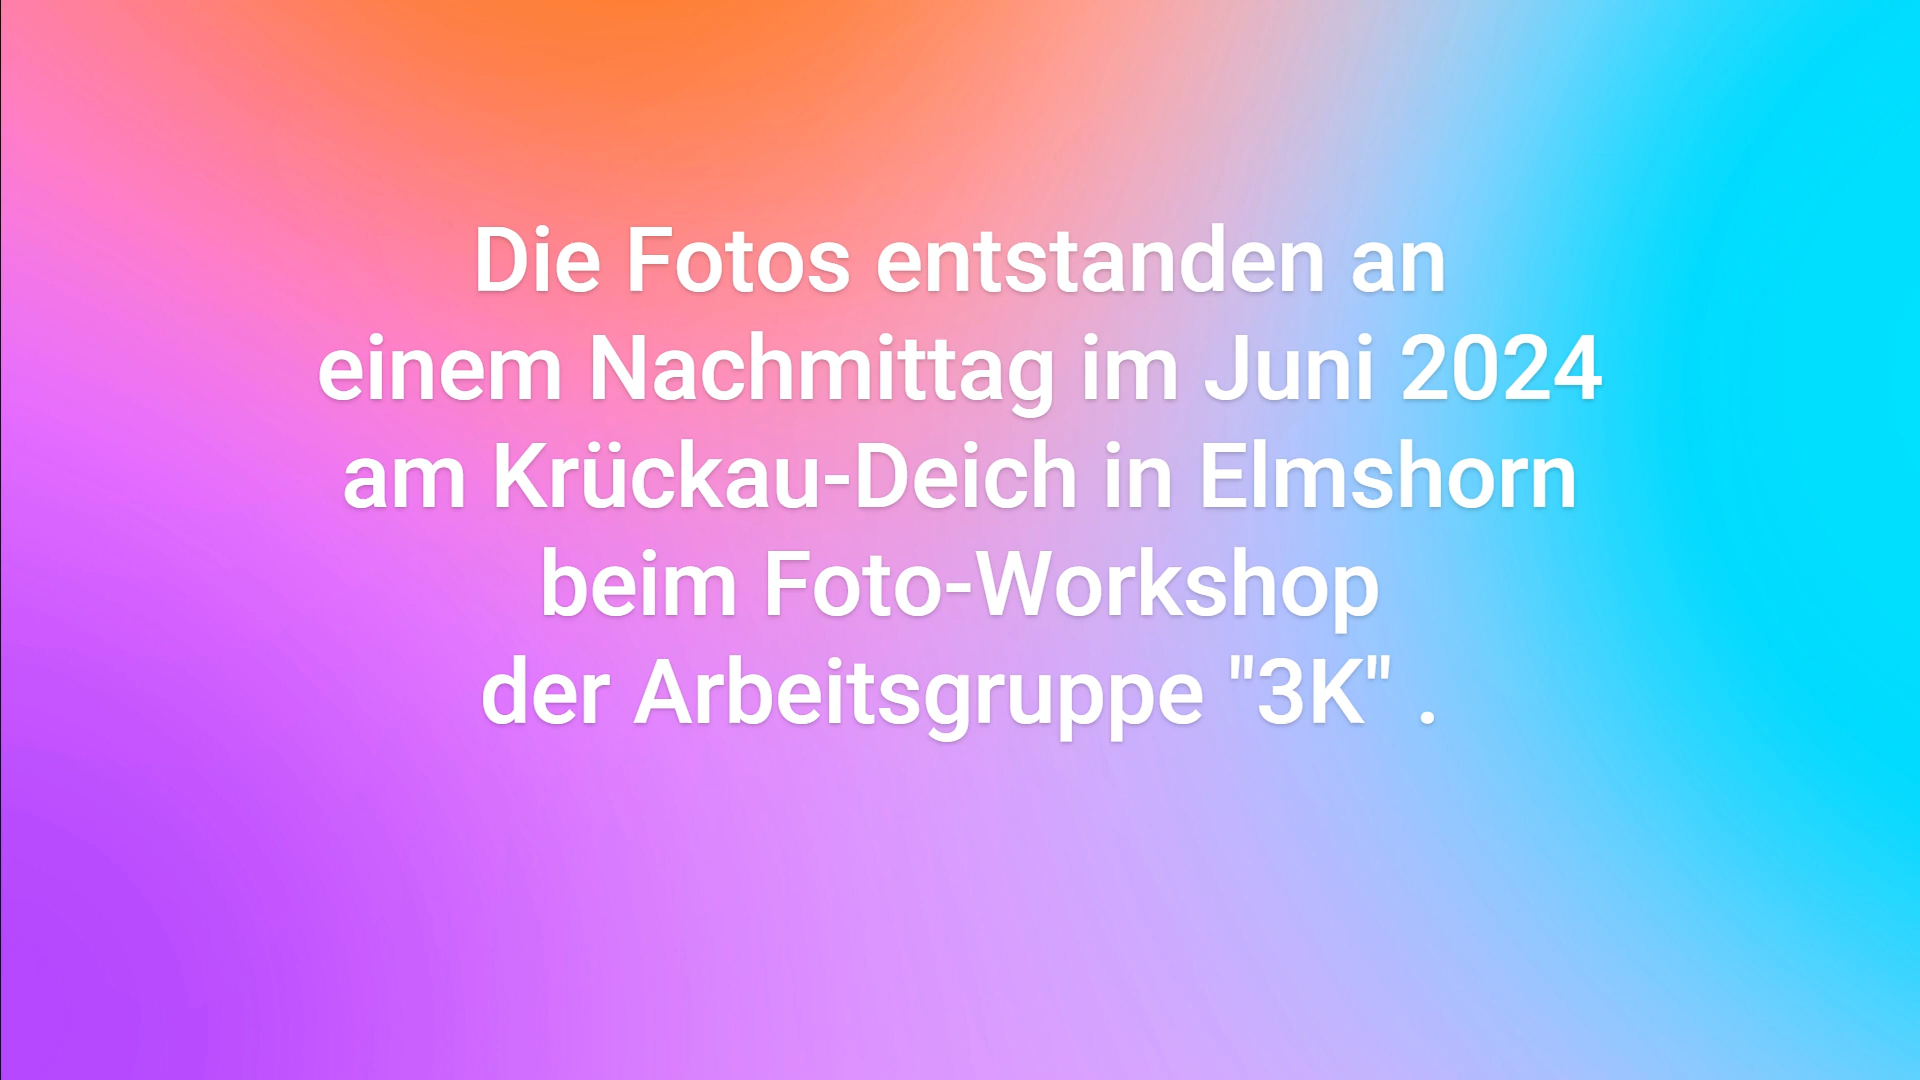 Die Fotos entstanden an
einem Nachmittag im Juni 2024
am Krückau-Deich in Elmshorn
beim Foto-Workshop
der Arbeitsgruppe "3K" .